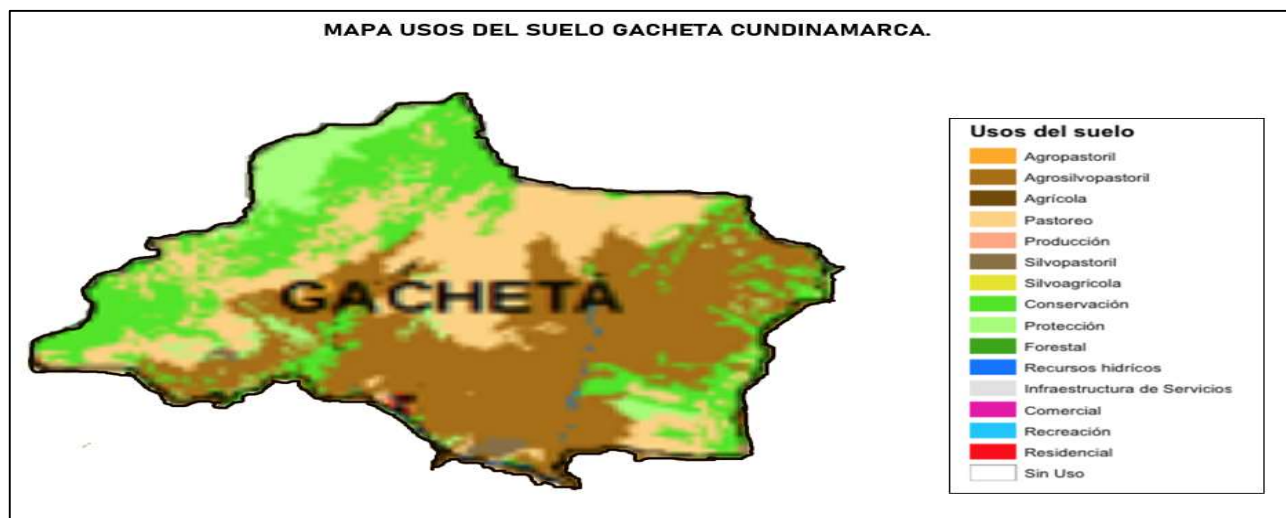 MAPA USOS DEL SUELO GACHETA CUNDINAMARCA.
GACHETÁ
Usos del suelo
Agropastoril
Agrosilvopastoril
Agrícola
Pastoreo
Producción
Silvopastoril
Silvoagrícola
Conservación
Protección
Forestal
Recursos hidrícos
Infraestructura de Servicios
Comercial
Recreación
Residencial
Sin Uso